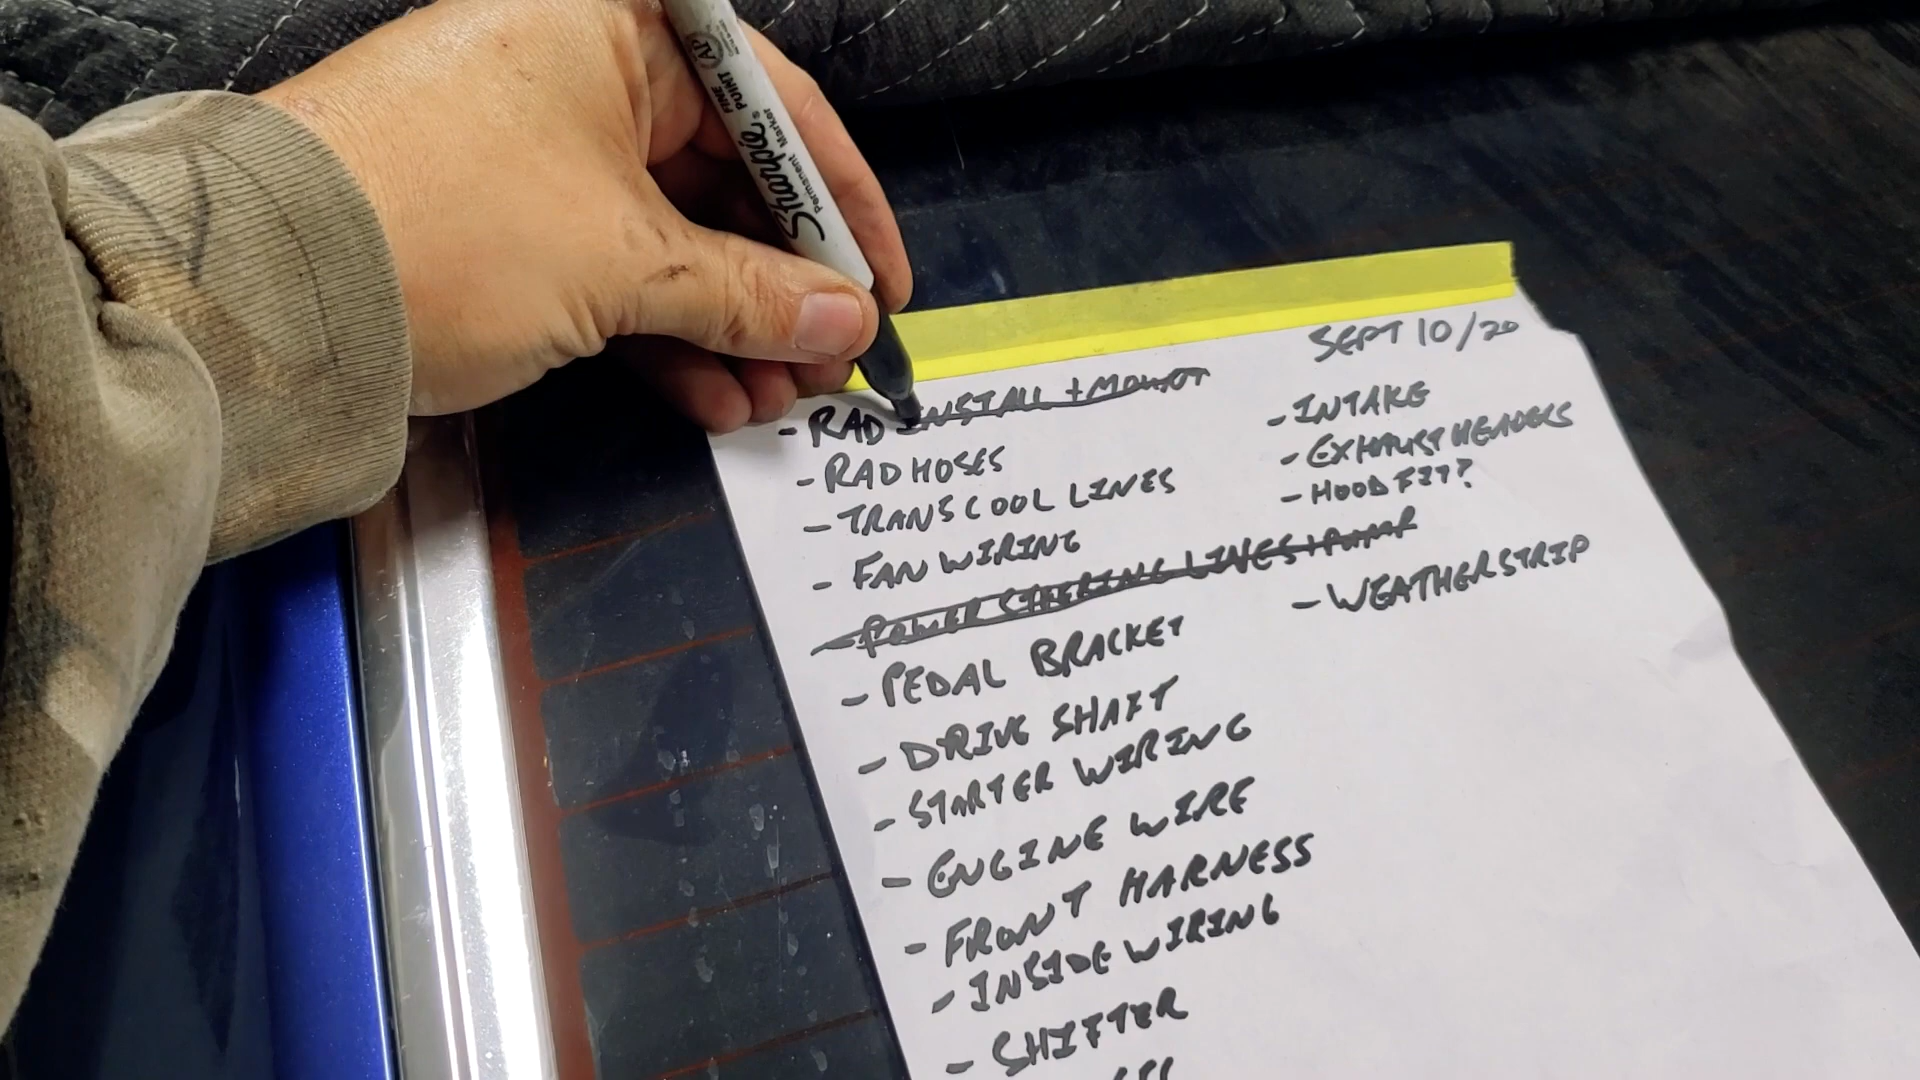 Sharpie.
FINE POINT
Permanent Marker
AP
SEPT 10/20
- RAD INSTALL + MOUNT
- RAD HOSES
- TRANS COOL LINES
- FAN WIRING
- POWER STEERING LINES + PUMP
- PEDAL BRACKET
- DRIVE SHAFT
- STARTER WIRING
- ENGINE WIRE
- FRONT HARNESS
- INSIDE WIRING
- SHIFTER
- INTAKE
- EXHAUST HEADERS
- HOOD FIT?
- WEATHERSTRIP